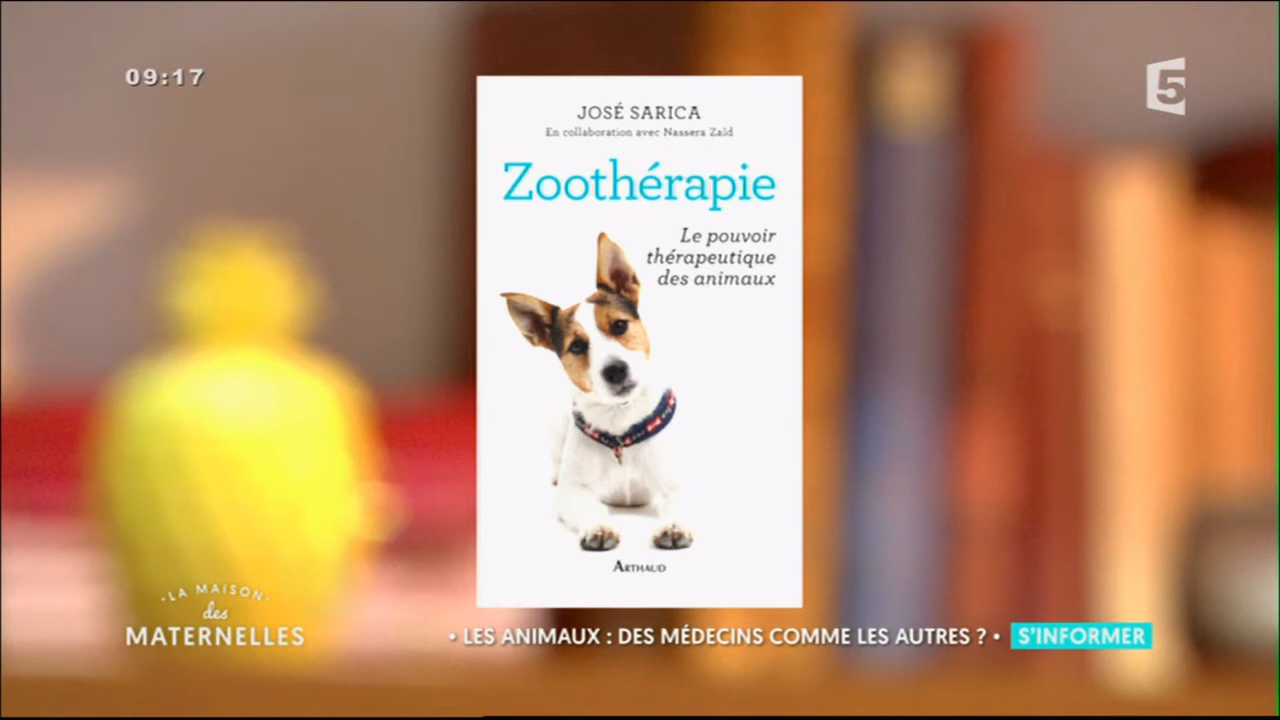 09:17
5
JOSÉ SARICA
En collaboration avec Nassera Zaïd
Zoothérapie
Le pouvoir
thérapeutique
des animaux
ARTHAUD
• LA MAISON •
des
MATERNELLES
• LES ANIMAUX : DES MÉDECINS COMME LES AUTRES ? •
S'INFORMER